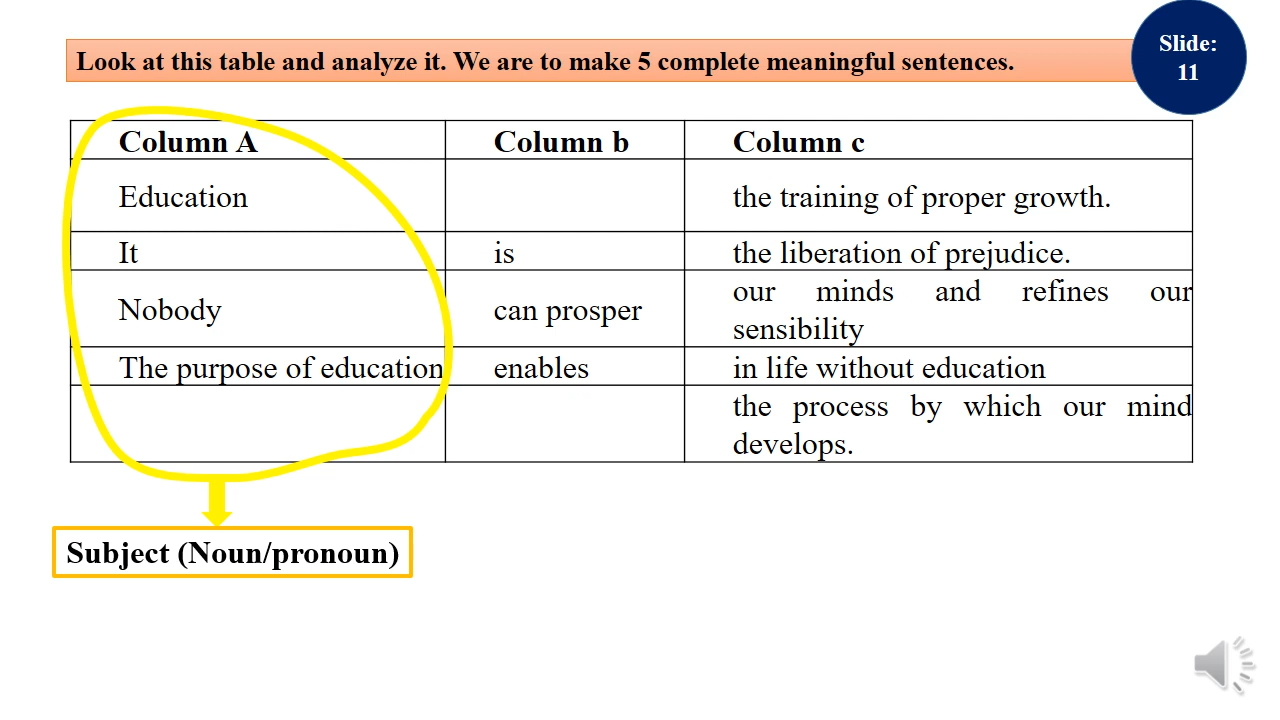 Slide:
11
Look at this table and analyze it. We are to make 5 complete meaningful sentences.
Column A Column b Column c
Education the training of proper growth.
It is the liberation of prejudice.
Nobody can prosper our minds and refines our
sensibility
The purpose of education enables in life without education
the process by which our mind
develops.
Subject (Noun/pronoun)